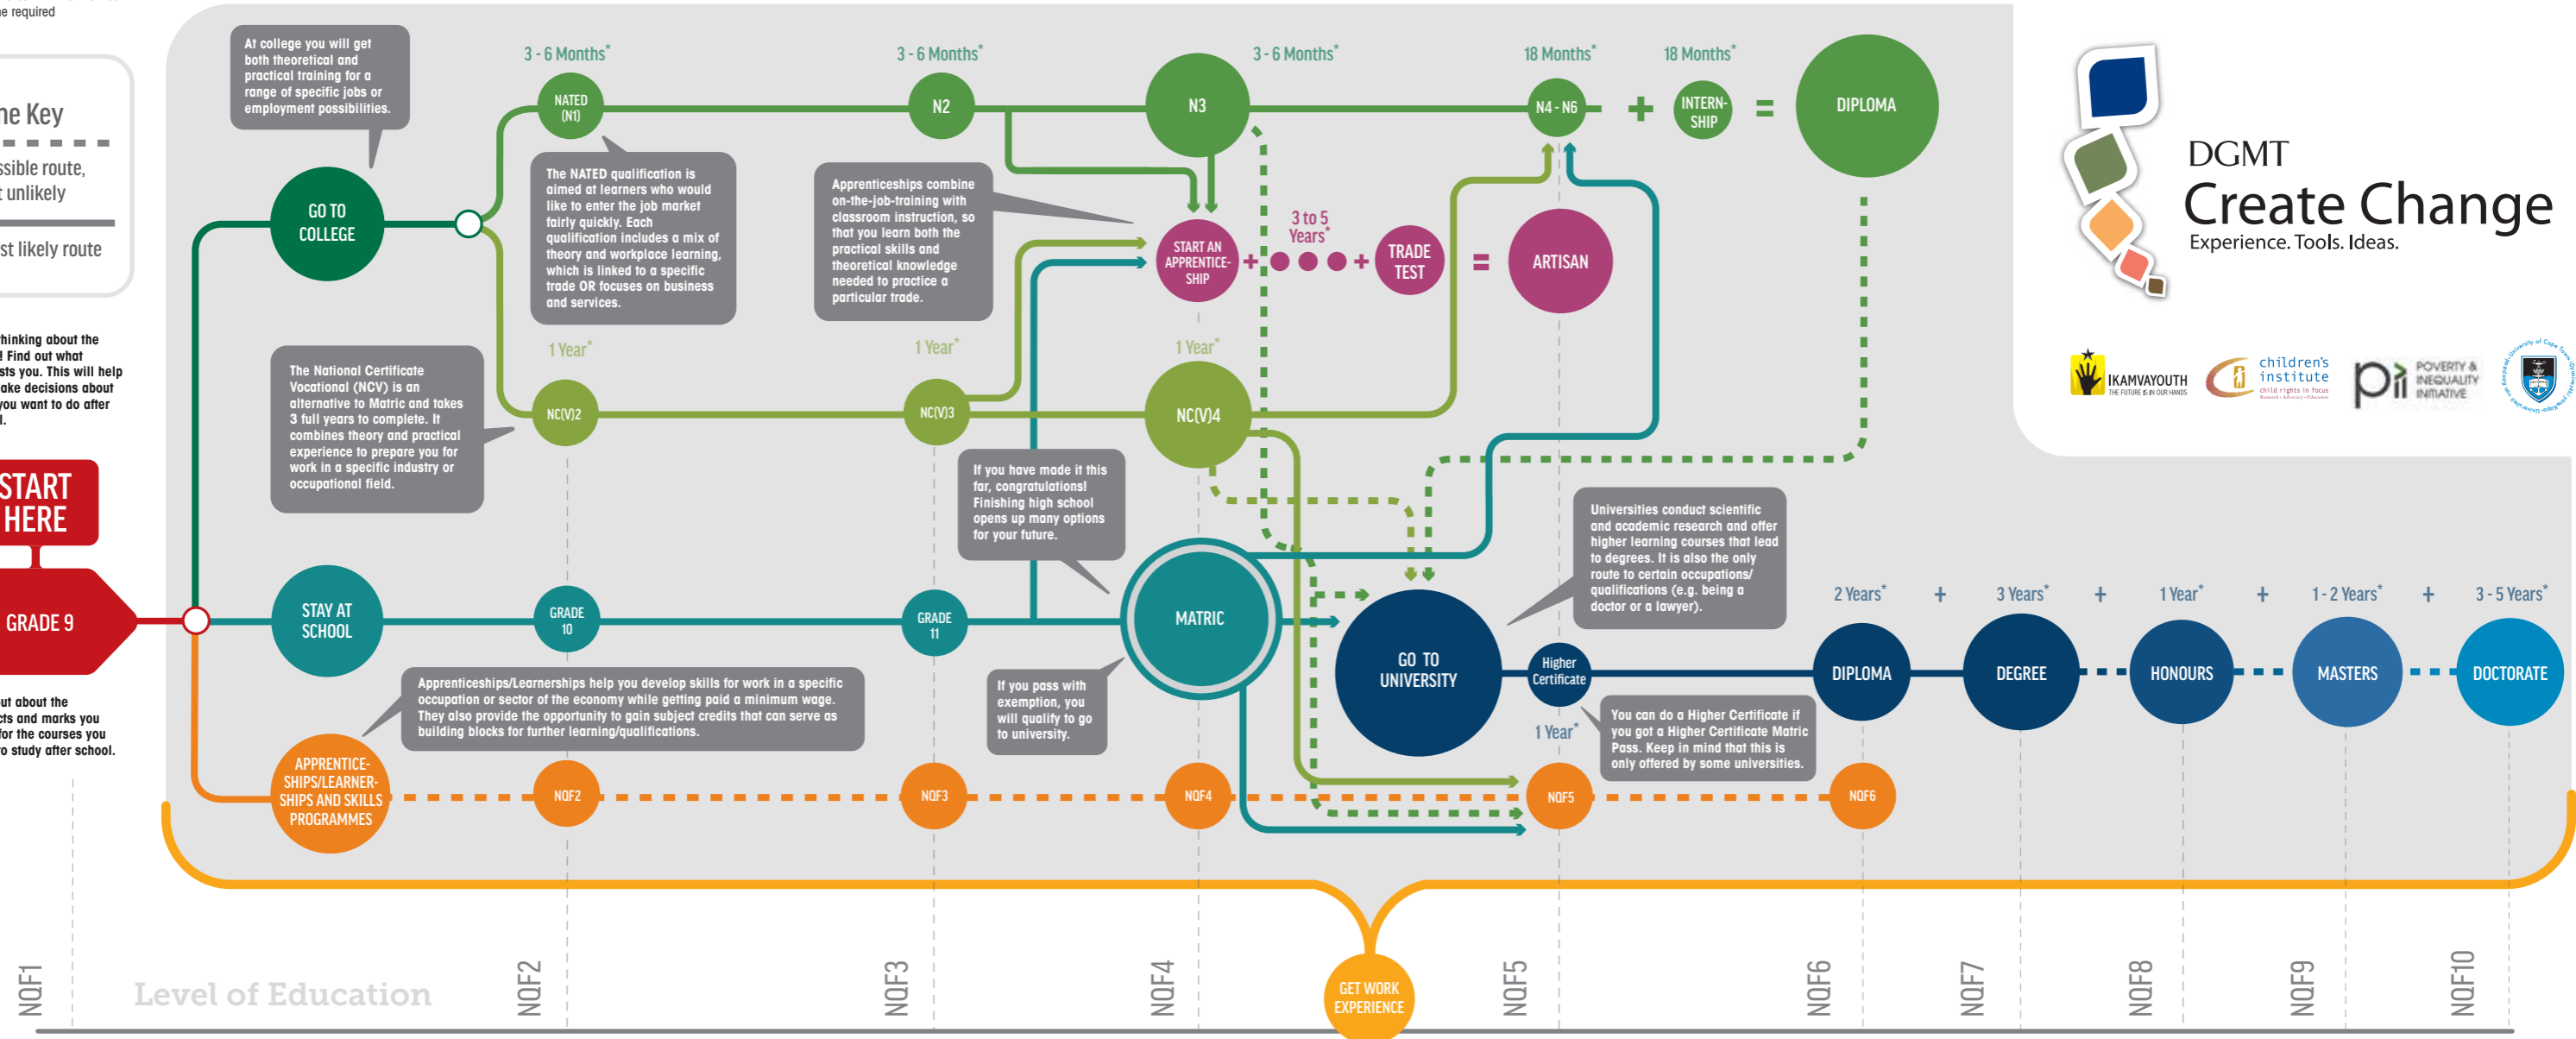 ne required
ne Key
ssible route,
t unlikely
st likely route
hinking about the
! Find out what
sts you. This will help
ake decisions about
you want to do after
l.
START
HERE
GRADE 9
out about the
cts and marks you
for the courses you
o study after school.
At college you will get
both theoretical and
practical training for a
range of specific jobs or
employment possibilities.
GO TO
COLLEGE
3 - 6 Months*
NATED
(N1)
The NATED qualification is
aimed at learners who would
like to enter the job market
fairly quickly. Each
qualification includes a mix of
theory and workplace learning,
which is linked to a specific
trade OR focuses on business
and services.
3 - 6 Months*
N2
N3
3 - 6 Months*
18 Months*
N4 - N6
+
18 Months*
INTERN-
SHIP
=
DIPLOMA
Apprenticeships combine
on-the-job-training with
classroom instruction, so
that you learn both the
practical skills and
theoretical knowledge
needed to practice a
particular trade.
START AN
APPRENTICE-
SHIP
+
3 to 5
Years*
+
TRADE
TEST
=
ARTISAN
The National Certificate
Vocational (NCV) is an
alternative to Matric and takes
3 full years to complete. It
combines theory and practical
experience to prepare you for
work in a specific industry or
occupational field.
1 Year*
NC(V)2
1 Year*
NC(V)3
1 Year*
NC(V)4
If you have made it this
far, congratulations!
Finishing high school
opens up many options
for your future.
STAY AT
SCHOOL
GRADE
10
GRADE
11
MATRIC
If you pass with
exemption, you
will qualify to go
to university.
Universities conduct scientific
and academic research and offer
higher learning courses that lead
to degrees. It is also the only
route to certain occupations/
qualifications (e.g. being a
doctor or a lawyer).
GO TO
UNIVERSITY
Higher
Certificate
1 Year*
You can do a Higher Certificate if
you got a Higher Certificate Matric
Pass. Keep in mind that this is
only offered by some universities.
2 Years* + 3 Years* + 1 Year* + 1 - 2 Years* + 3 - 5 Years*
DIPLOMA
DEGREE
HONOURS
MASTERS
DOCTORATE
Apprenticeships/Learnerships help you develop skills for work in a specific
occupation or sector of the economy while getting paid a minimum wage.
They also provide the opportunity to gain subject credits that can serve as
building blocks for further learning/qualifications.
APPRENTICE-
SHIPS/LEARNER-
SHIPS AND SKILLS
PROGRAMMES
NQF2
NQF3
NQF4
NQF5
NQF6
DGMT
Create Change
Experience. Tools. Ideas.
IKAMVAYOUTH
THE FUTURE IS IN OUR HANDS
children's
institute
child rights in focus
Research • Advocacy • Education
pii
POVERTY &
INEQUALITY
INITIATIVE
GET WORK
EXPERIENCE
Level of Education
NQF1
NQF2
NQF3
NQF4
NQF5
NQF6
NQF7
NQF8
NQF9
NQF10